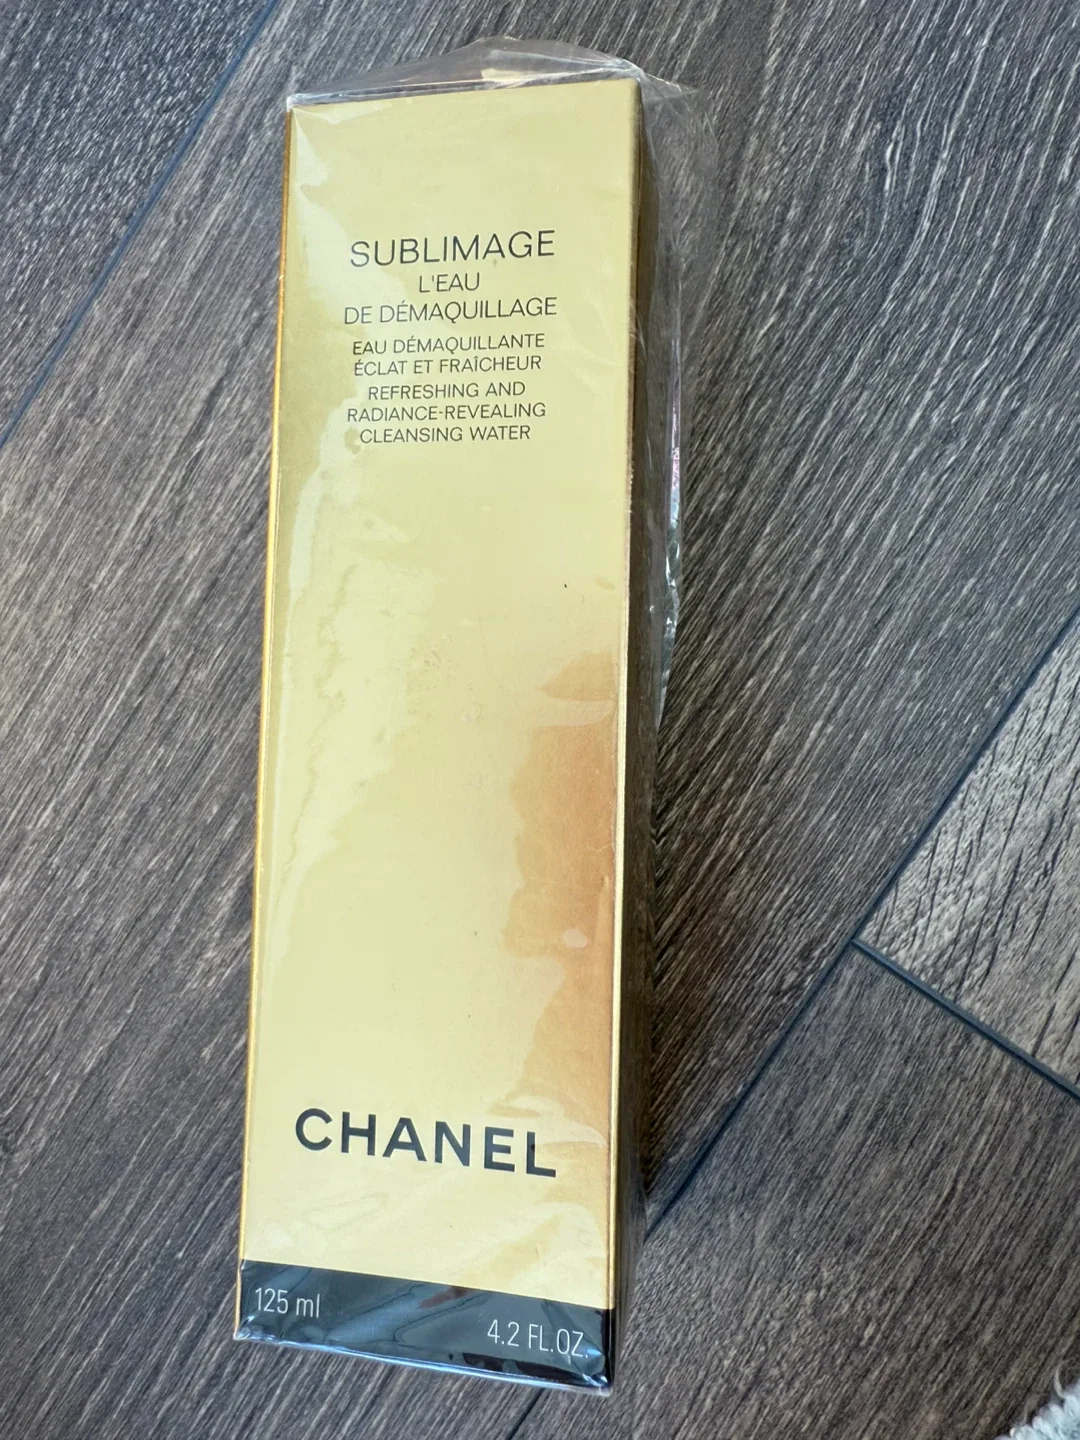 SUBLIMAGE
L'EAU
DE DÉMAQUILLAGE
EAU DÉMAQUILLANTE
ÉCLAT ET FRAÎCHEUR
REFRESHING AND
RADIANCE-REVEALING
CLEANSING WATER
CHANEL
125 ml
4.2 FL.OZ.